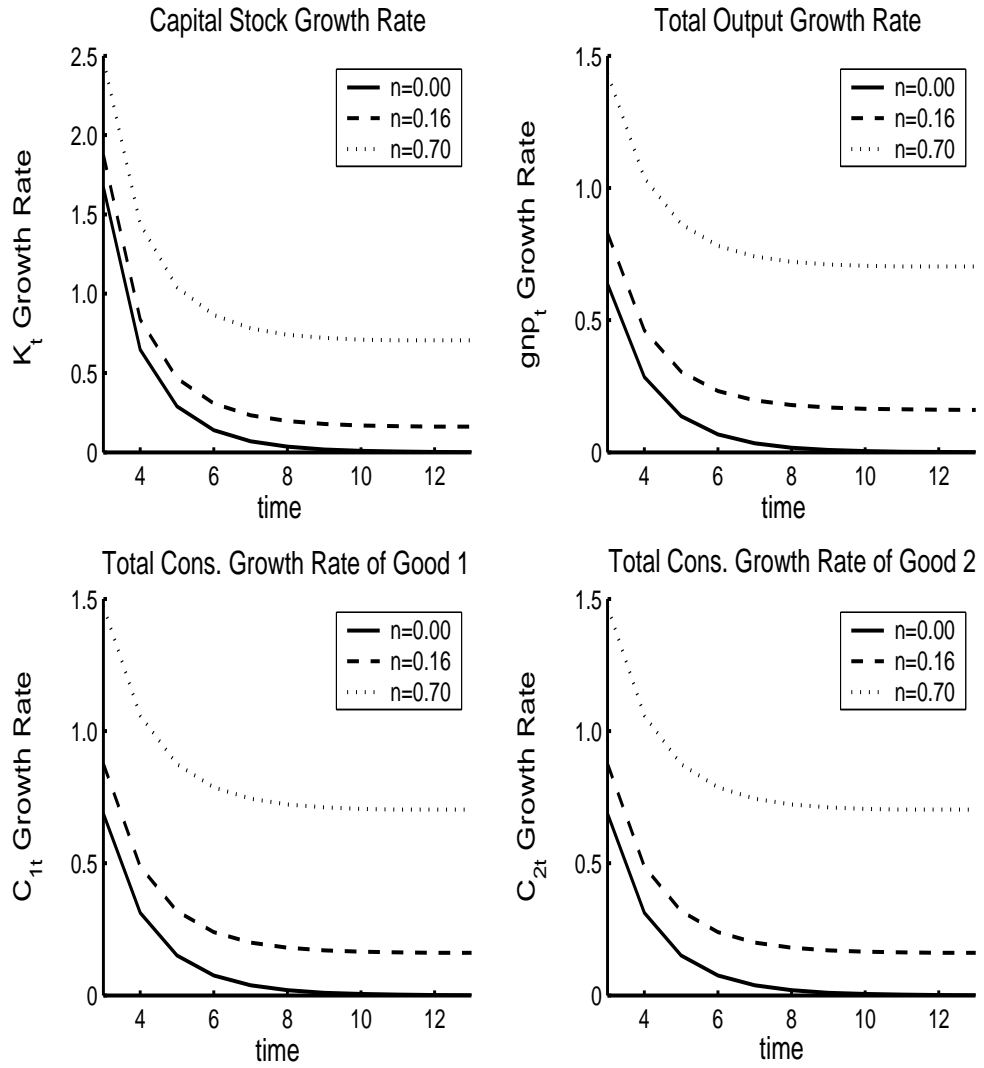 Capital Stock Growth Rate
K_t Growth Rate
2.5
2.0
1.5
1.0
0.5
0
n=0.00
n=0.16
n=0.70
4 6 8 10 12
time
Total Output Growth Rate
gnp_t Growth Rate
1.5
1.0
0.5
0
n=0.00
n=0.16
n=0.70
4 6 8 10 12
time
Total Cons. Growth Rate of Good 1
C_1t Growth Rate
1.5
1.0
0.5
0
n=0.00
n=0.16
n=0.70
4 6 8 10 12
time
Total Cons. Growth Rate of Good 2
C_2t Growth Rate
1.5
1.0
0.5
0
n=0.00
n=0.16
n=0.70
4 6 8 10 12
time